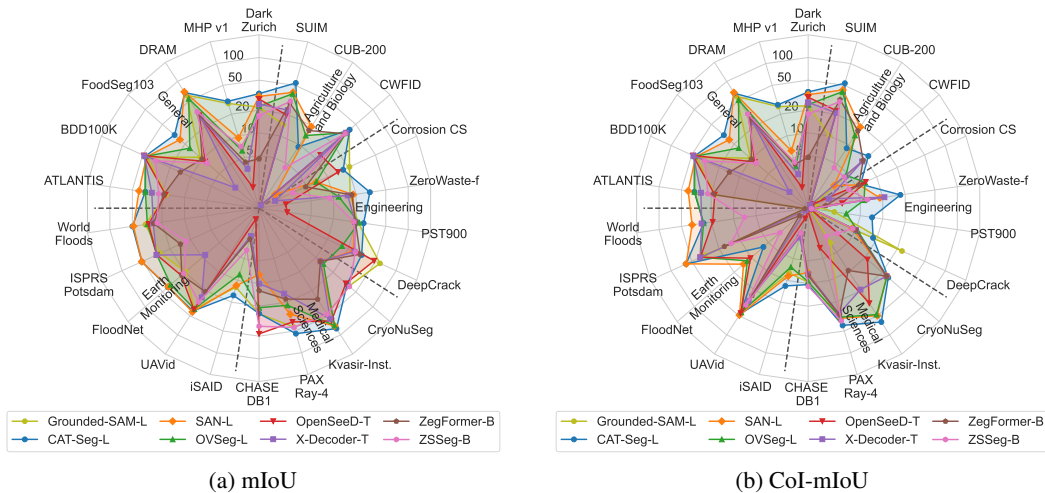 Dark
Zurich
SUIM
CUB-200
CWFID
Corrosion CS
ZeroWaste-f
PST900
DeepCrack
CryoNuSeg
Kvasir-Inst.
PAX
Ray-4
CHASE
DB1
iSAID
UAVid
FloodNet
ISPRS
Potsdam
World
Floods
ATLANTIS
BDD100K
FoodSeg103
DRAM
MHP v1
100
50
20
10
5
General
Agriculture
and Biology
Engineering
Medical
Sciences
Earth
Monitoring
Grounded-SAM-L
SAN-L
OpenSeeD-T
ZegFormer-B
CAT-Seg-L
OVSeg-L
X-Decoder-T
ZSSeg-B
(a) mIoU
Dark
Zurich
SUIM
CUB-200
CWFID
Corrosion CS
ZeroWaste-f
PST900
DeepCrack
CryoNuSeg
Kvasir-Inst.
PAX
Ray-4
CHASE
DB1
iSAID
UAVid
FloodNet
ISPRS
Potsdam
World
Floods
ATLANTIS
BDD100K
FoodSeg103
DRAM
MHP v1
100
50
20
10
5
General
Agriculture
and Biology
Engineering
Medical
Sciences
Earth
Monitoring
Grounded-SAM-L
SAN-L
OpenSeeD-T
ZegFormer-B
CAT-Seg-L
OVSeg-L
X-Decoder-T
ZSSeg-B
(b) CoI-mIoU